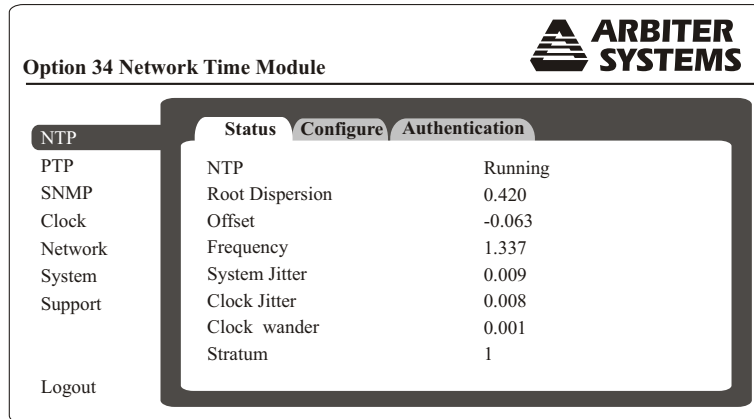 ARBITER
SYSTEMS
Option 34 Network Time Module
NTP
PTP
SNMP
Clock
Network
System
Support
Logout
Status Configure Authentication
NTP Running
Root Dispersion 0.420
Offset -0.063
Frequency 1.337
System Jitter 0.009
Clock Jitter 0.008
Clock wander 0.001
Stratum 1